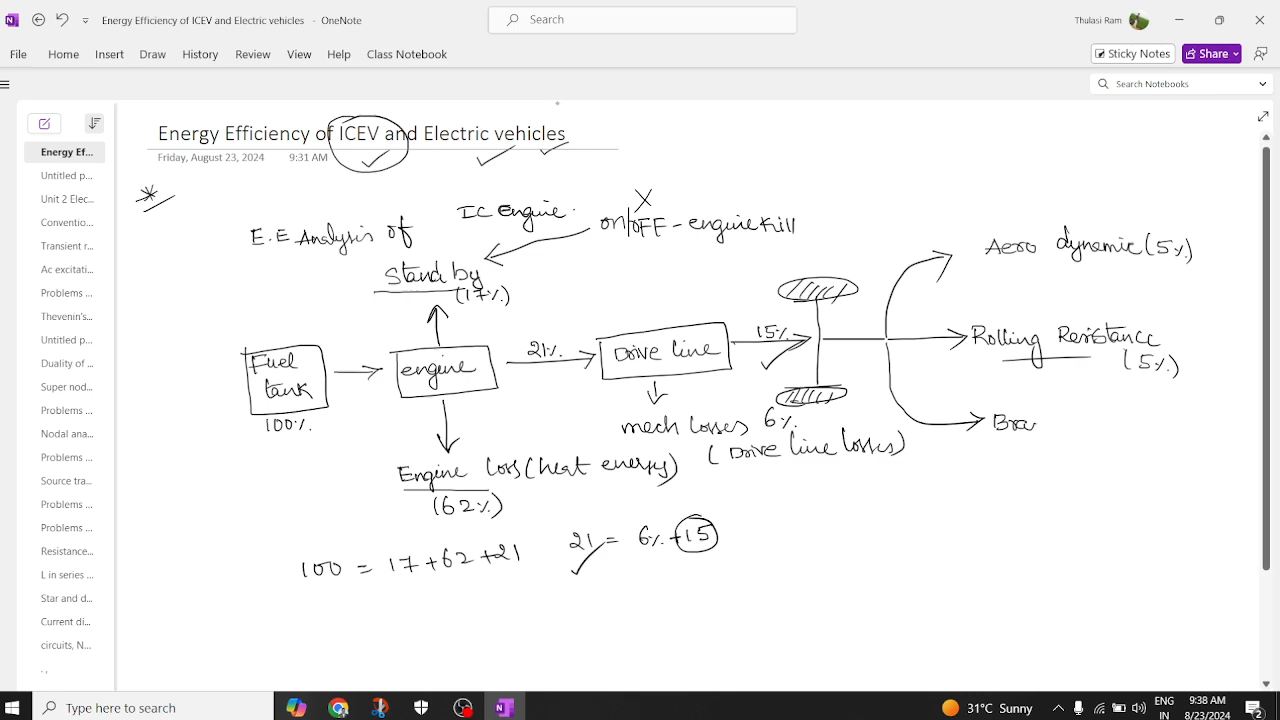 Energy Efficiency of ICEV and Electric vehicles - OneNote
Search
Thulasi Ram
File Home Insert Draw History Review View Help Class Notebook
Sticky Notes
Share
Search Notebooks
Energy Ef...
Untitled p...
Unit 2 Elec...
Conventio...
Transient r...
Ac excitati...
Problems ...
Thevenin's...
Untitled p...
Duality of ...
Super nod...
Problems ...
Nodal ana...
Problems ...
Source tra...
Problems ...
Problems ...
Resistance...
L in series ...
Star and d...
Current di...
circuits, N...
Energy Efficiency of ICEV and Electric vehicles
Friday, August 23, 2024 9:31 AM
E.E Analysis of IC engine.
X
on/OFF - engine kill
Stand by
(17%)
Fuel tank
100%.
engine
21%.
Drive line
15%
Engine loss (heat energy)
(62%)
mech losses 6%.
(Drive line losses)
Aero dynamic (5%)
Rolling Resistance
(5%)
Bra
100 = 17 + 62 + 21
21 = 6% + 15
Type here to search
31°C Sunny
ENG
IN
9:38 AM
8/23/2024
2